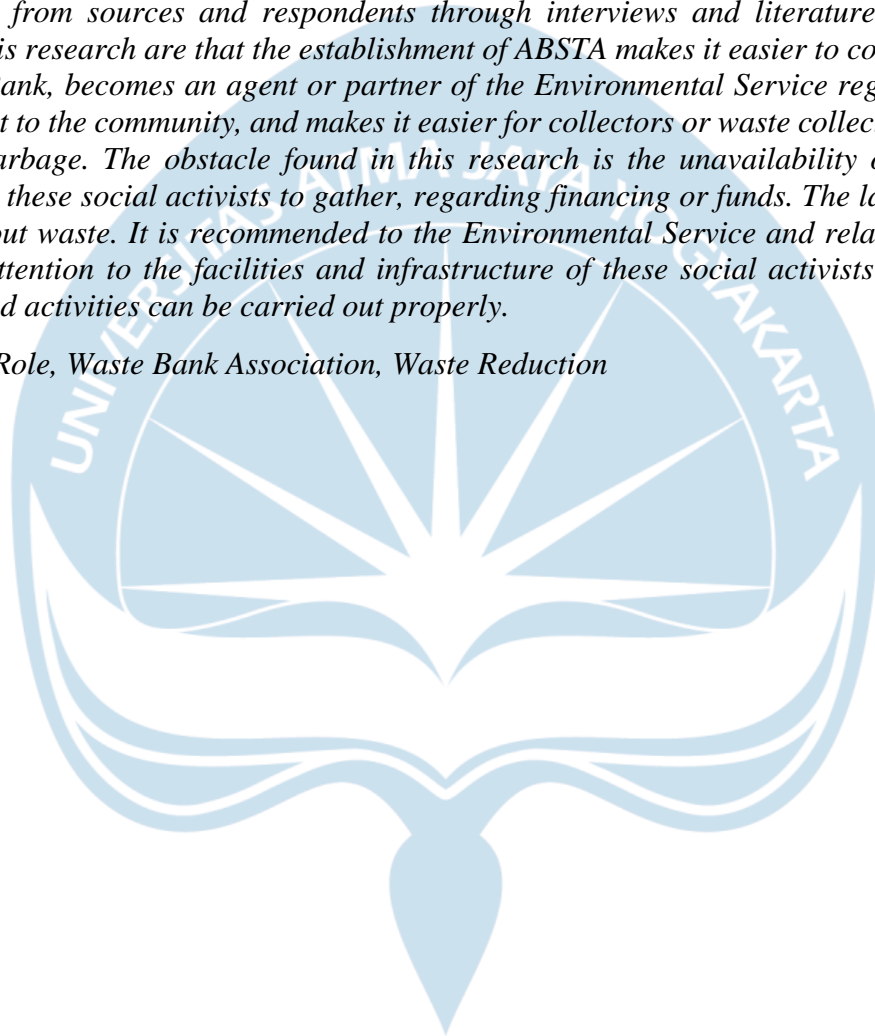 from sources and respondents through interviews and literature
is research are that the establishment of ABSTA makes it easier to co
ank, becomes an agent or partner of the Environmental Service reg
t to the community, and makes it easier for collectors or waste collec
arbage. The obstacle found in this research is the unavailability o
these social activists to gather, regarding financing or funds. The la
out waste. It is recommended to the Environmental Service and rela
ttention to the facilities and infrastructure of these social activists
d activities can be carried out properly.
Role, Waste Bank Association, Waste Reduction
UNIVERSITAS ATMA JAYA YOGYAKARTA